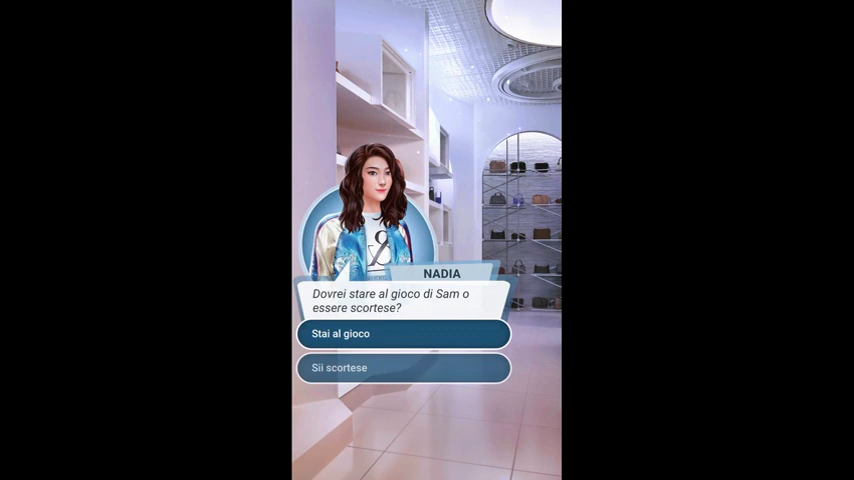 &
NADIA
Dovrei stare al gioco di Sam o
essere scortese?
Stai al gioco
Sii scortese